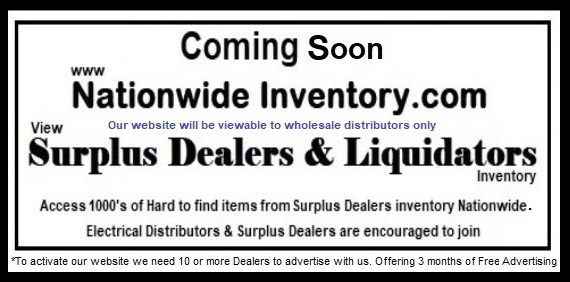 Coming Soon
www
Nationwide Inventory.com
Our website will be viewable to wholesale distributors only
View
Surplus Dealers & Liquidators
Inventory
Access 1000's of Hard to find items from Surplus Dealers inventory Nationwide.
Electrical Distributors & Surplus Dealers are encouraged to join
*To activate our website we need 10 or more Dealers to advertise with us. Offering 3 months of Free Advertising